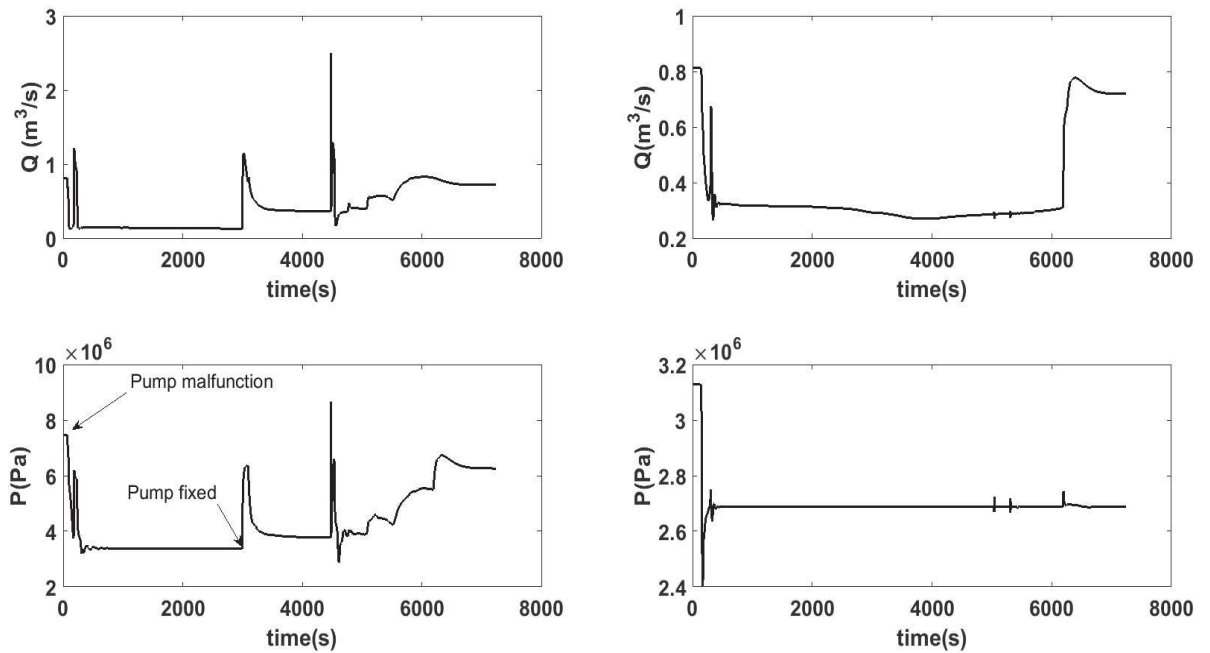 3
2
1
0
Q (m³/s)
0 2000 4000 6000 8000
time(s)
1
0.8
0.6
0.4
0.2
Q(m³/s)
0 2000 4000 6000 8000
time(s)
×10⁶
10
8
6
4
2
P(Pa)
Pump malfunction
Pump fixed
0 2000 4000 6000 8000
time(s)
×10⁶
3.2
3
2.8
2.6
2.4
P(Pa)
0 2000 4000 6000 8000
time(s)